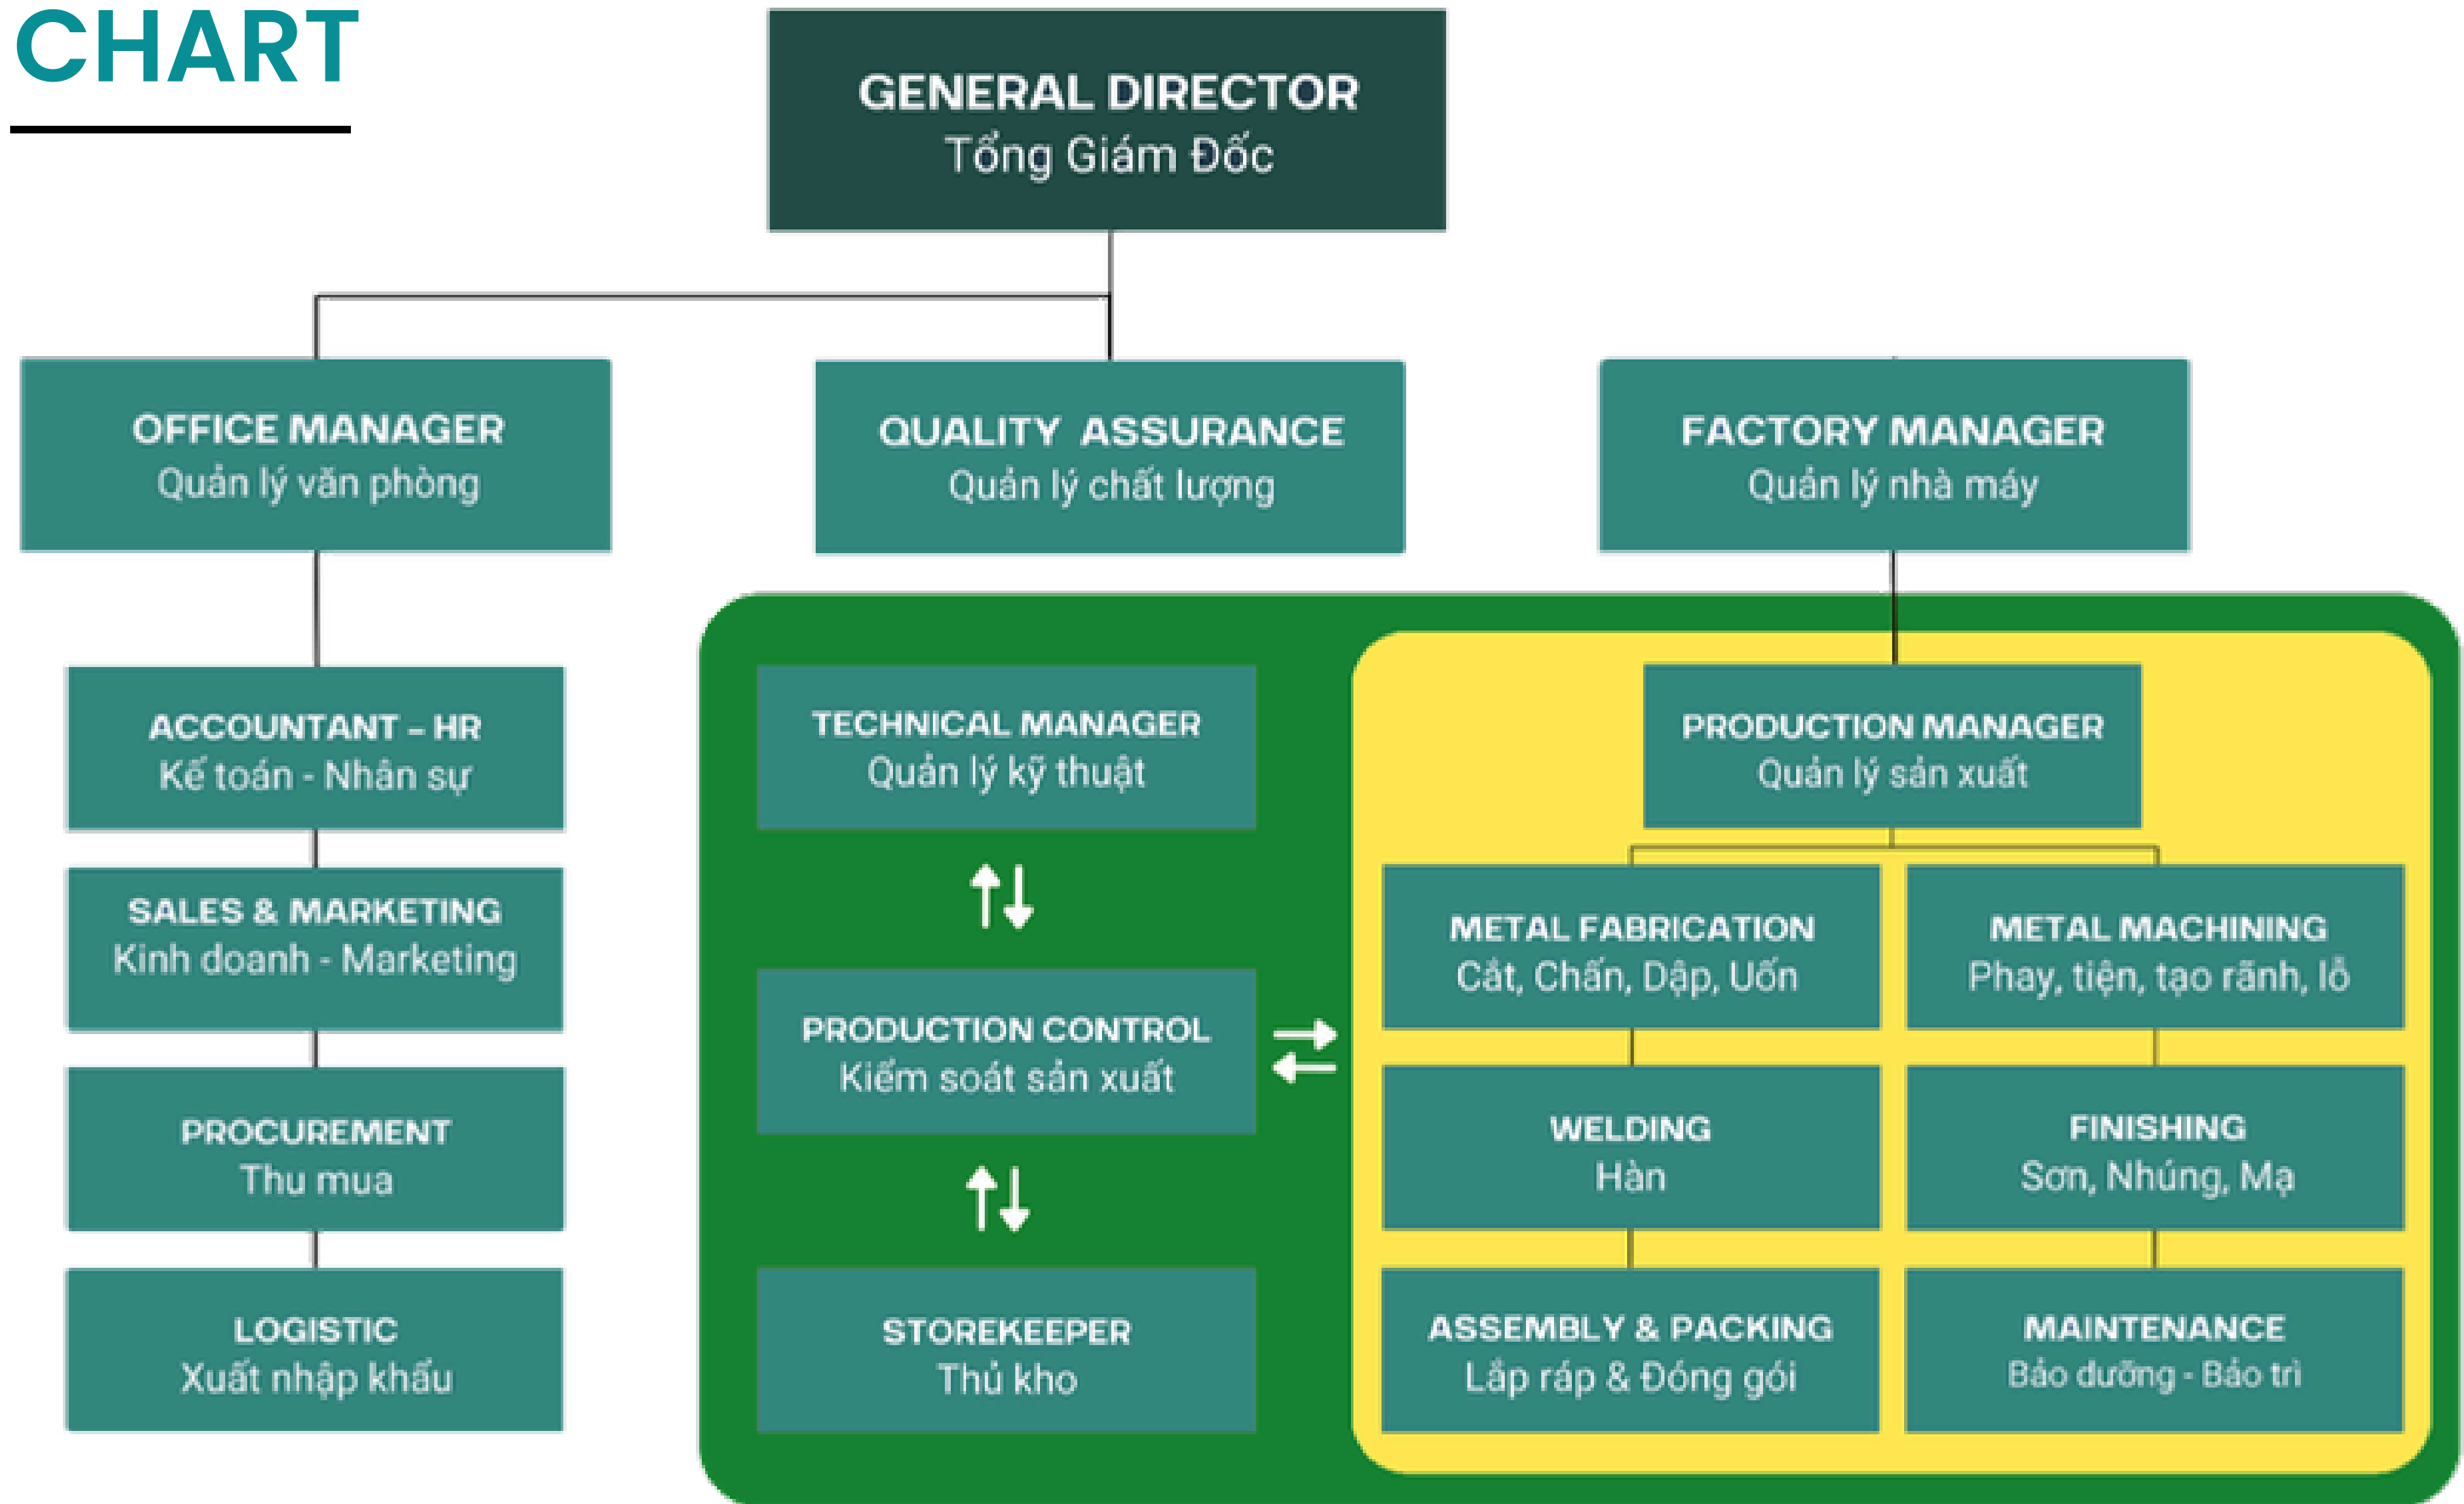 CHART
GENERAL DIRECTOR
Tổng Giám Đốc
OFFICE MANAGER
Quản lý văn phòng
QUALITY ASSURANCE
Quản lý chất lượng
FACTORY MANAGER
Quản lý nhà máy
ACCOUNTANT – HR
Kế toán - Nhân sự
SALES & MARKETING
Kinh doanh - Marketing
PROCUREMENT
Thu mua
LOGISTIC
Xuất nhập khẩu
TECHNICAL MANAGER
Quản lý kỹ thuật
PRODUCTION CONTROL
Kiểm soát sản xuất
STOREKEEPER
Thủ kho
PRODUCTION MANAGER
Quản lý sản xuất
METAL FABRICATION
Cắt, Chấn, Dập, Uốn
METAL MACHINING
Phay, tiện, tạo rãnh, lỗ
WELDING
Hàn
FINISHING
Sơn, Nhúng, Mạ
ASSEMBLY & PACKING
Lắp ráp & Đóng gói
MAINTENANCE
Bảo dưỡng - Bảo trì